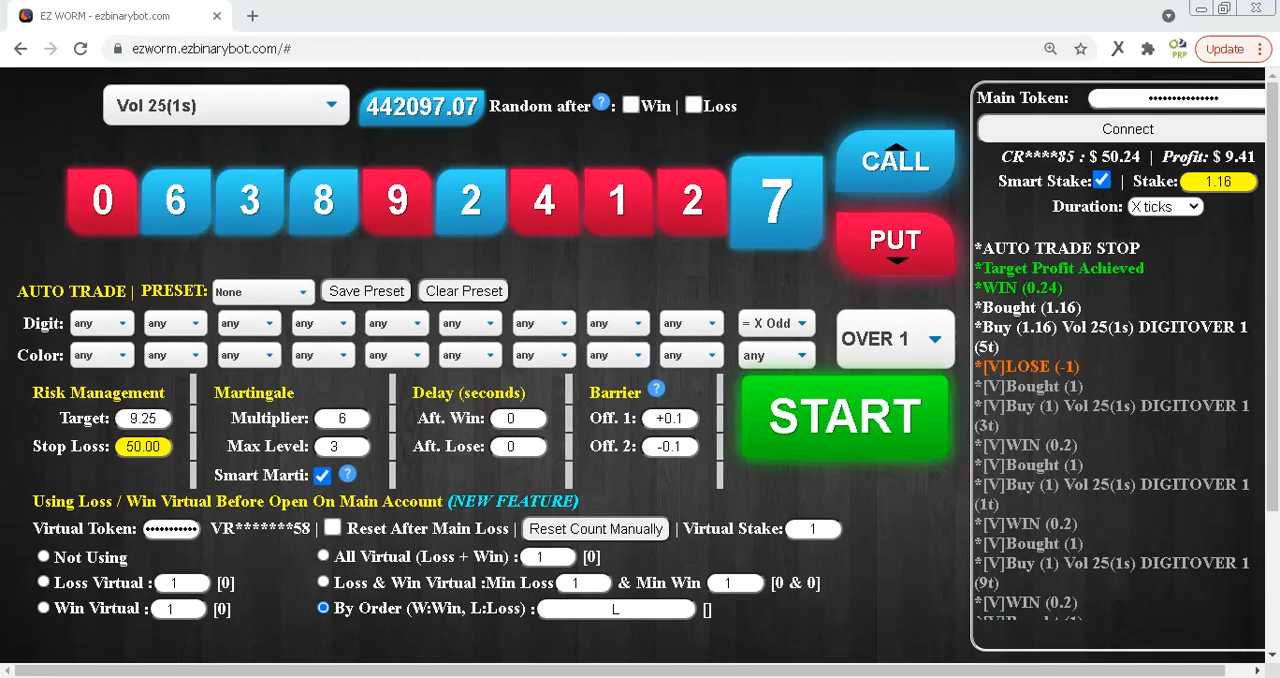 EZ WORM - ezbinarybot.com
ezworm.ezbinarybot.com/#
X
PRP
Update
Vol 25(1s)
442097.07
Random after ? : Win | Loss
0 6 3 8 9 2 4 1 2 7
CALL
PUT
AUTO TRADE | PRESET: None Save Preset Clear Preset
Digit: any any any any any any any any any = X Odd
Color: any any any any any any any any any any
OVER 1
START
Risk Management
Target: 9.25
Stop Loss: 50.00
Martingale
Multiplier: 6
Max Level: 3
Smart Marti: ?
Delay (seconds)
Aft. Win: 0
Aft. Lose: 0
Barrier ?
Off. 1: +0.1
Off. 2: -0.1
Using Loss / Win Virtual Before Open On Main Account (NEW FEATURE)
Virtual Token: •••••••••• VR*******58 | Reset After Main Loss | Reset Count Manually | Virtual Stake: 1
Not Using
All Virtual (Loss + Win) : 1 [0]
Loss Virtual : 1 [0]
Loss & Win Virtual :Min Loss 1 & Min Win 1 [0 & 0]
Win Virtual : 1 [0]
By Order (W:Win, L:Loss) : L []
Main Token: •••••••••••••••
Connect
CR****85 : $ 50.24 | Profit: $ 9.41
Smart Stake: | Stake: 1.16
Duration: X ticks
*AUTO TRADE STOP
*Target Profit Achieved
*WIN (0.24)
*Bought (1.16)
*Buy (1.16) Vol 25(1s) DIGITOVER 1
(5t)
*[V]LOSE (-1)
*[V]Bought (1)
*[V]Buy (1) Vol 25(1s) DIGITOVER 1
(3t)
*[V]WIN (0.2)
*[V]Bought (1)
*[V]Buy (1) Vol 25(1s) DIGITOVER 1
(1t)
*[V]WIN (0.2)
*[V]Bought (1)
*[V]Buy (1) Vol 25(1s) DIGITOVER 1
(9t)
*[V]WIN (0.2)
*[V]Bought (1)